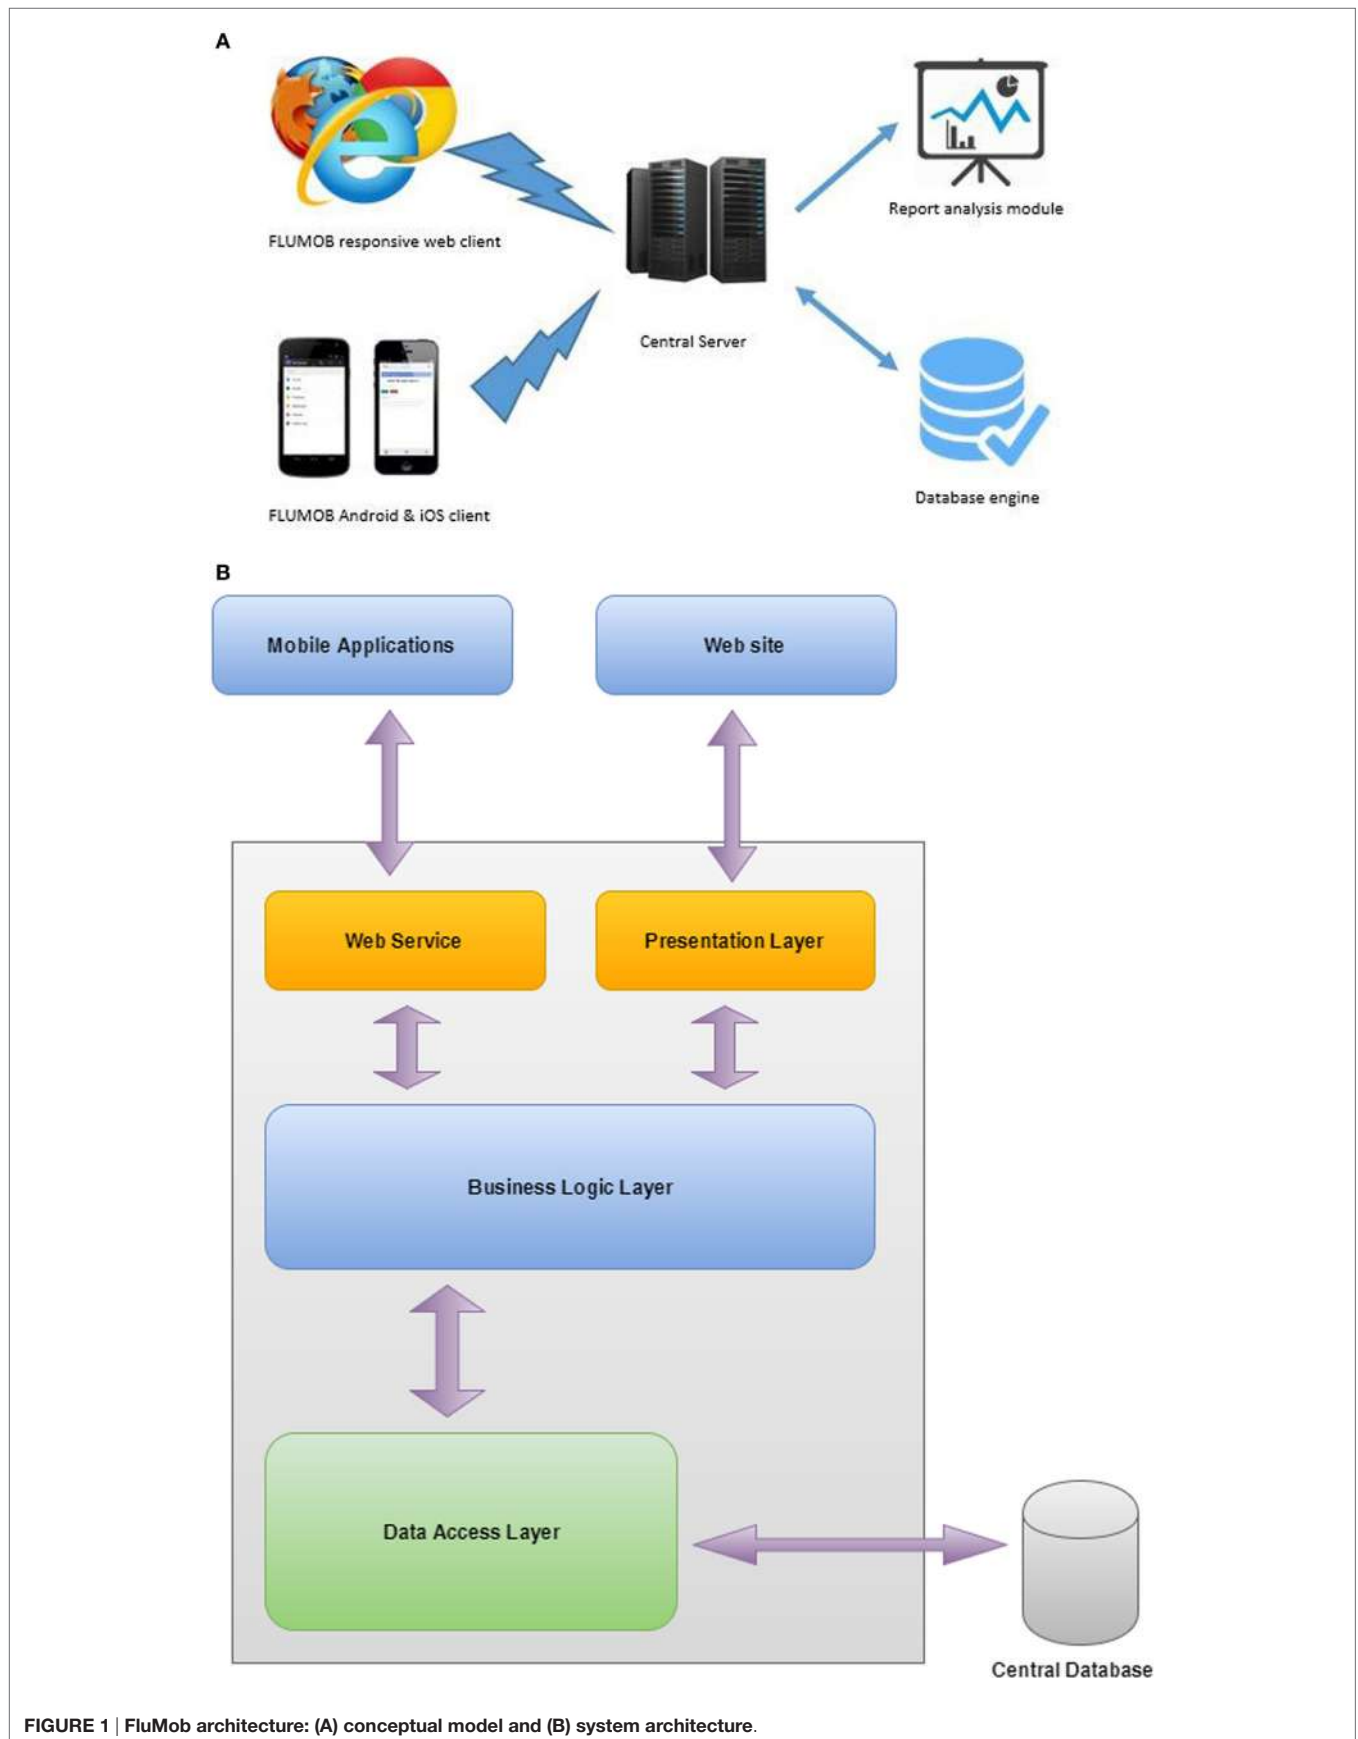 A
FLUMOB responsive web client
Report analysis module
Central Server
FLUMOB Android & iOS client
Database engine
B
Mobile Applications
Web site
Web Service
Presentation Layer
Business Logic Layer
Data Access Layer
Central Database
FIGURE 1 | FluMob architecture: (A) conceptual model and (B) system architecture.